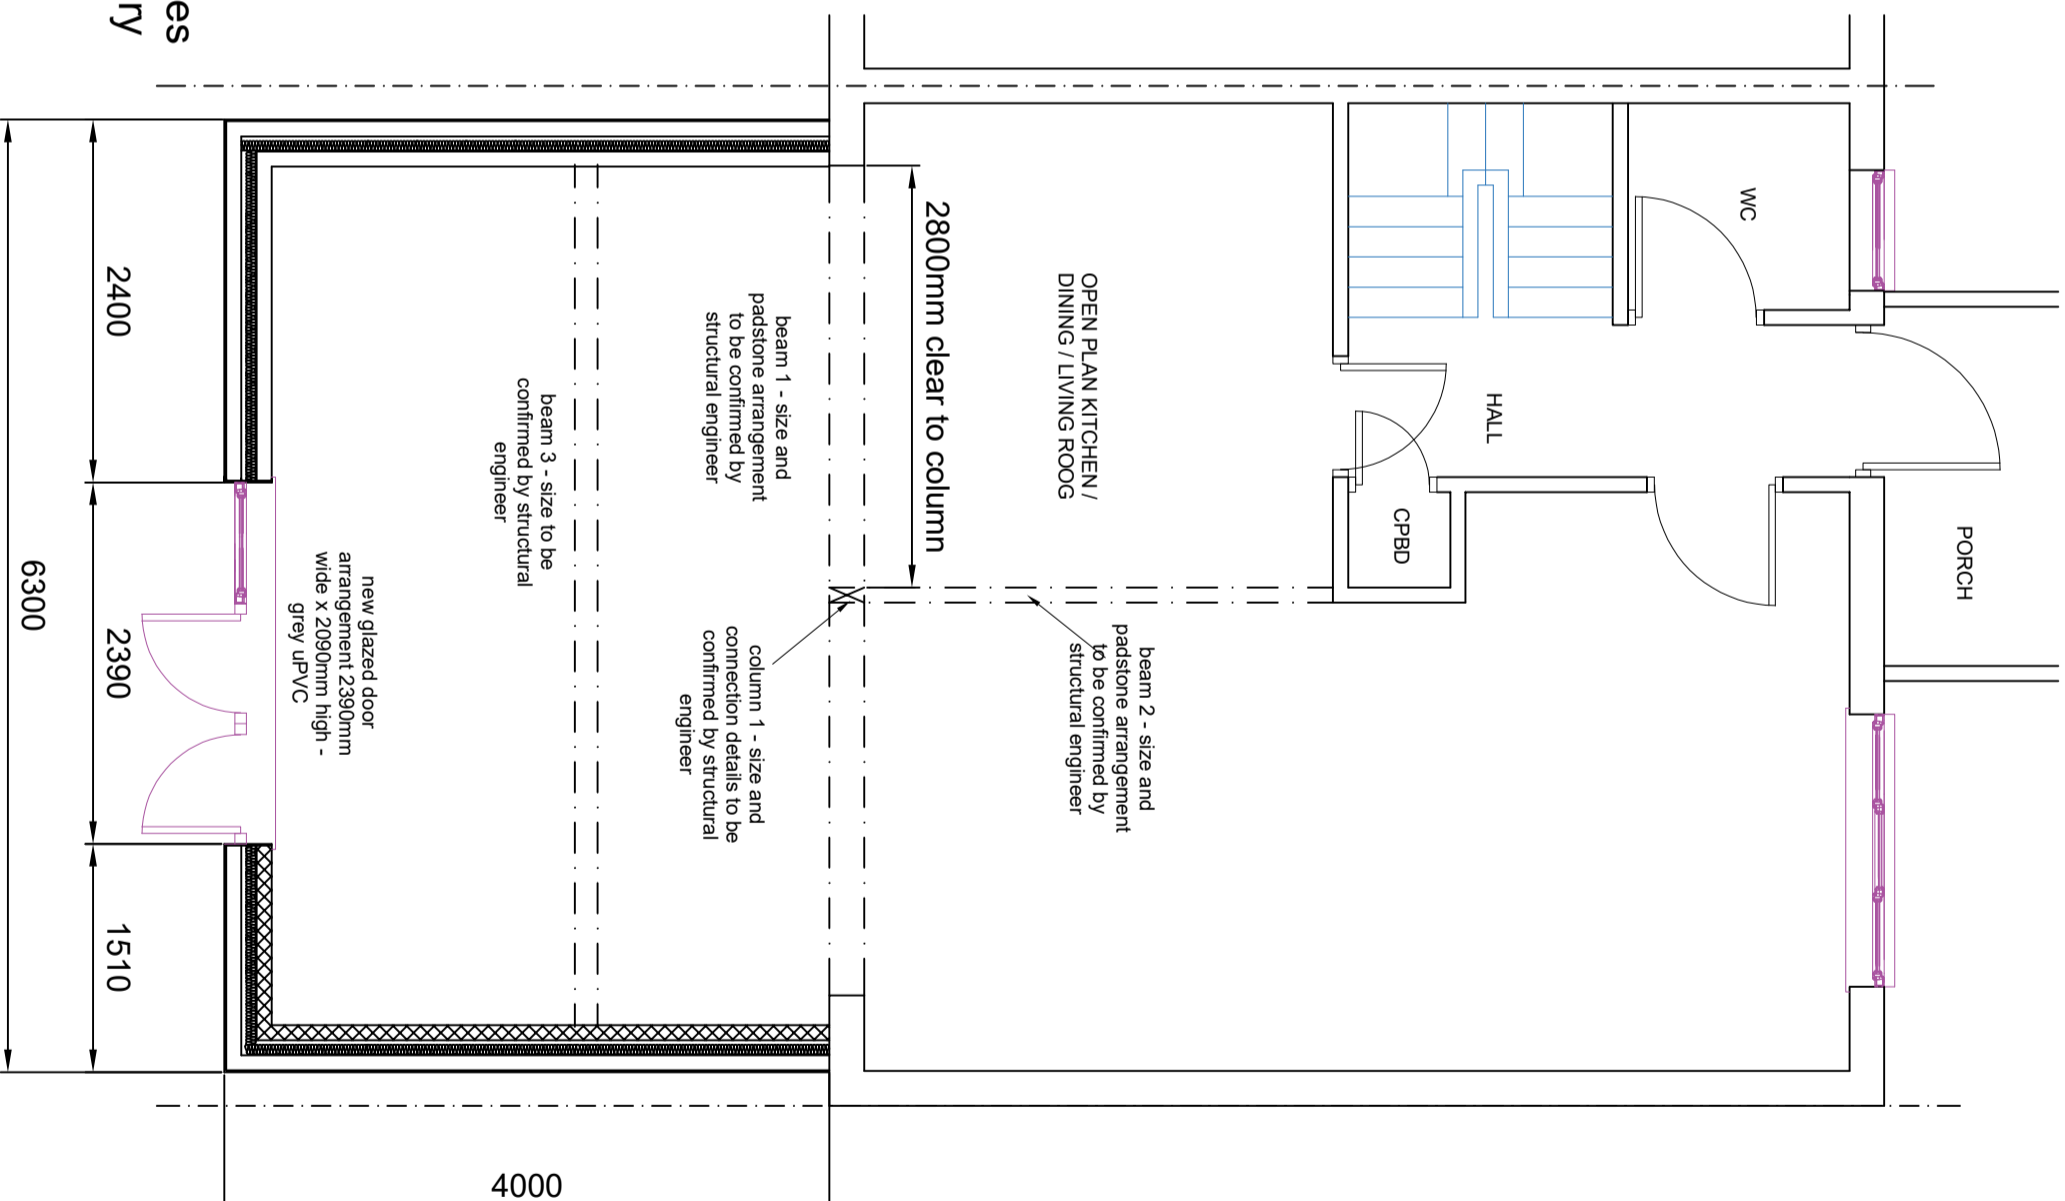 es
ry
WC
PORCH
HALL
CPBD
OPEN PLAN KITCHEN /
DINING / LIVING ROOG
2800mm clear to column
beam 1 - size and
padstone arrangement
to be confirmed by
structural engineer
beam 2 - size and
padstone arrangement
to be confirmed by
structural engineer
column 1 - size and
connection details to be
confirmed by structural
engineer
beam 3 - size to be
confirmed by structural
engineer
new glazed door
arrangement 2390mm
wide x 2090mm high -
grey uPVC
2400
2390
1510
6300
4000